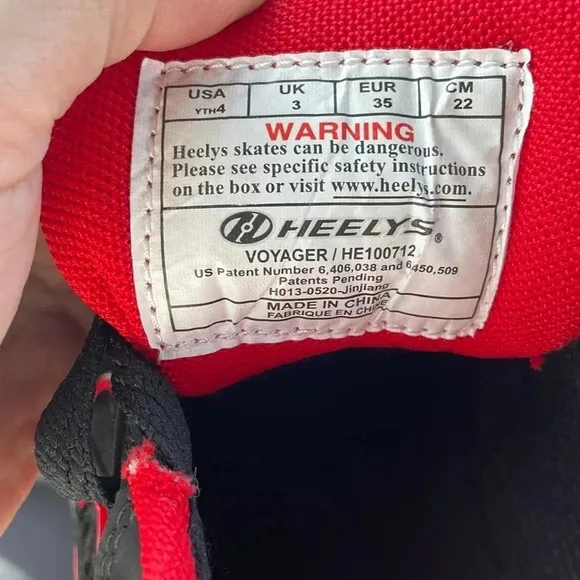 USA UK EUR CM
YTH4 3 35 22
WARNING
Heelys skates can be dangerous.
Please see specific safety instructions
on the box or visit www.heelys.com.
HEELYS®
VOYAGER / HE100712
US Patent Number 6,406,038 and 6,450,509
Patents Pending
H013-0520-Jinjiang
MADE IN CHINA
FABRIQUE EN CHINE